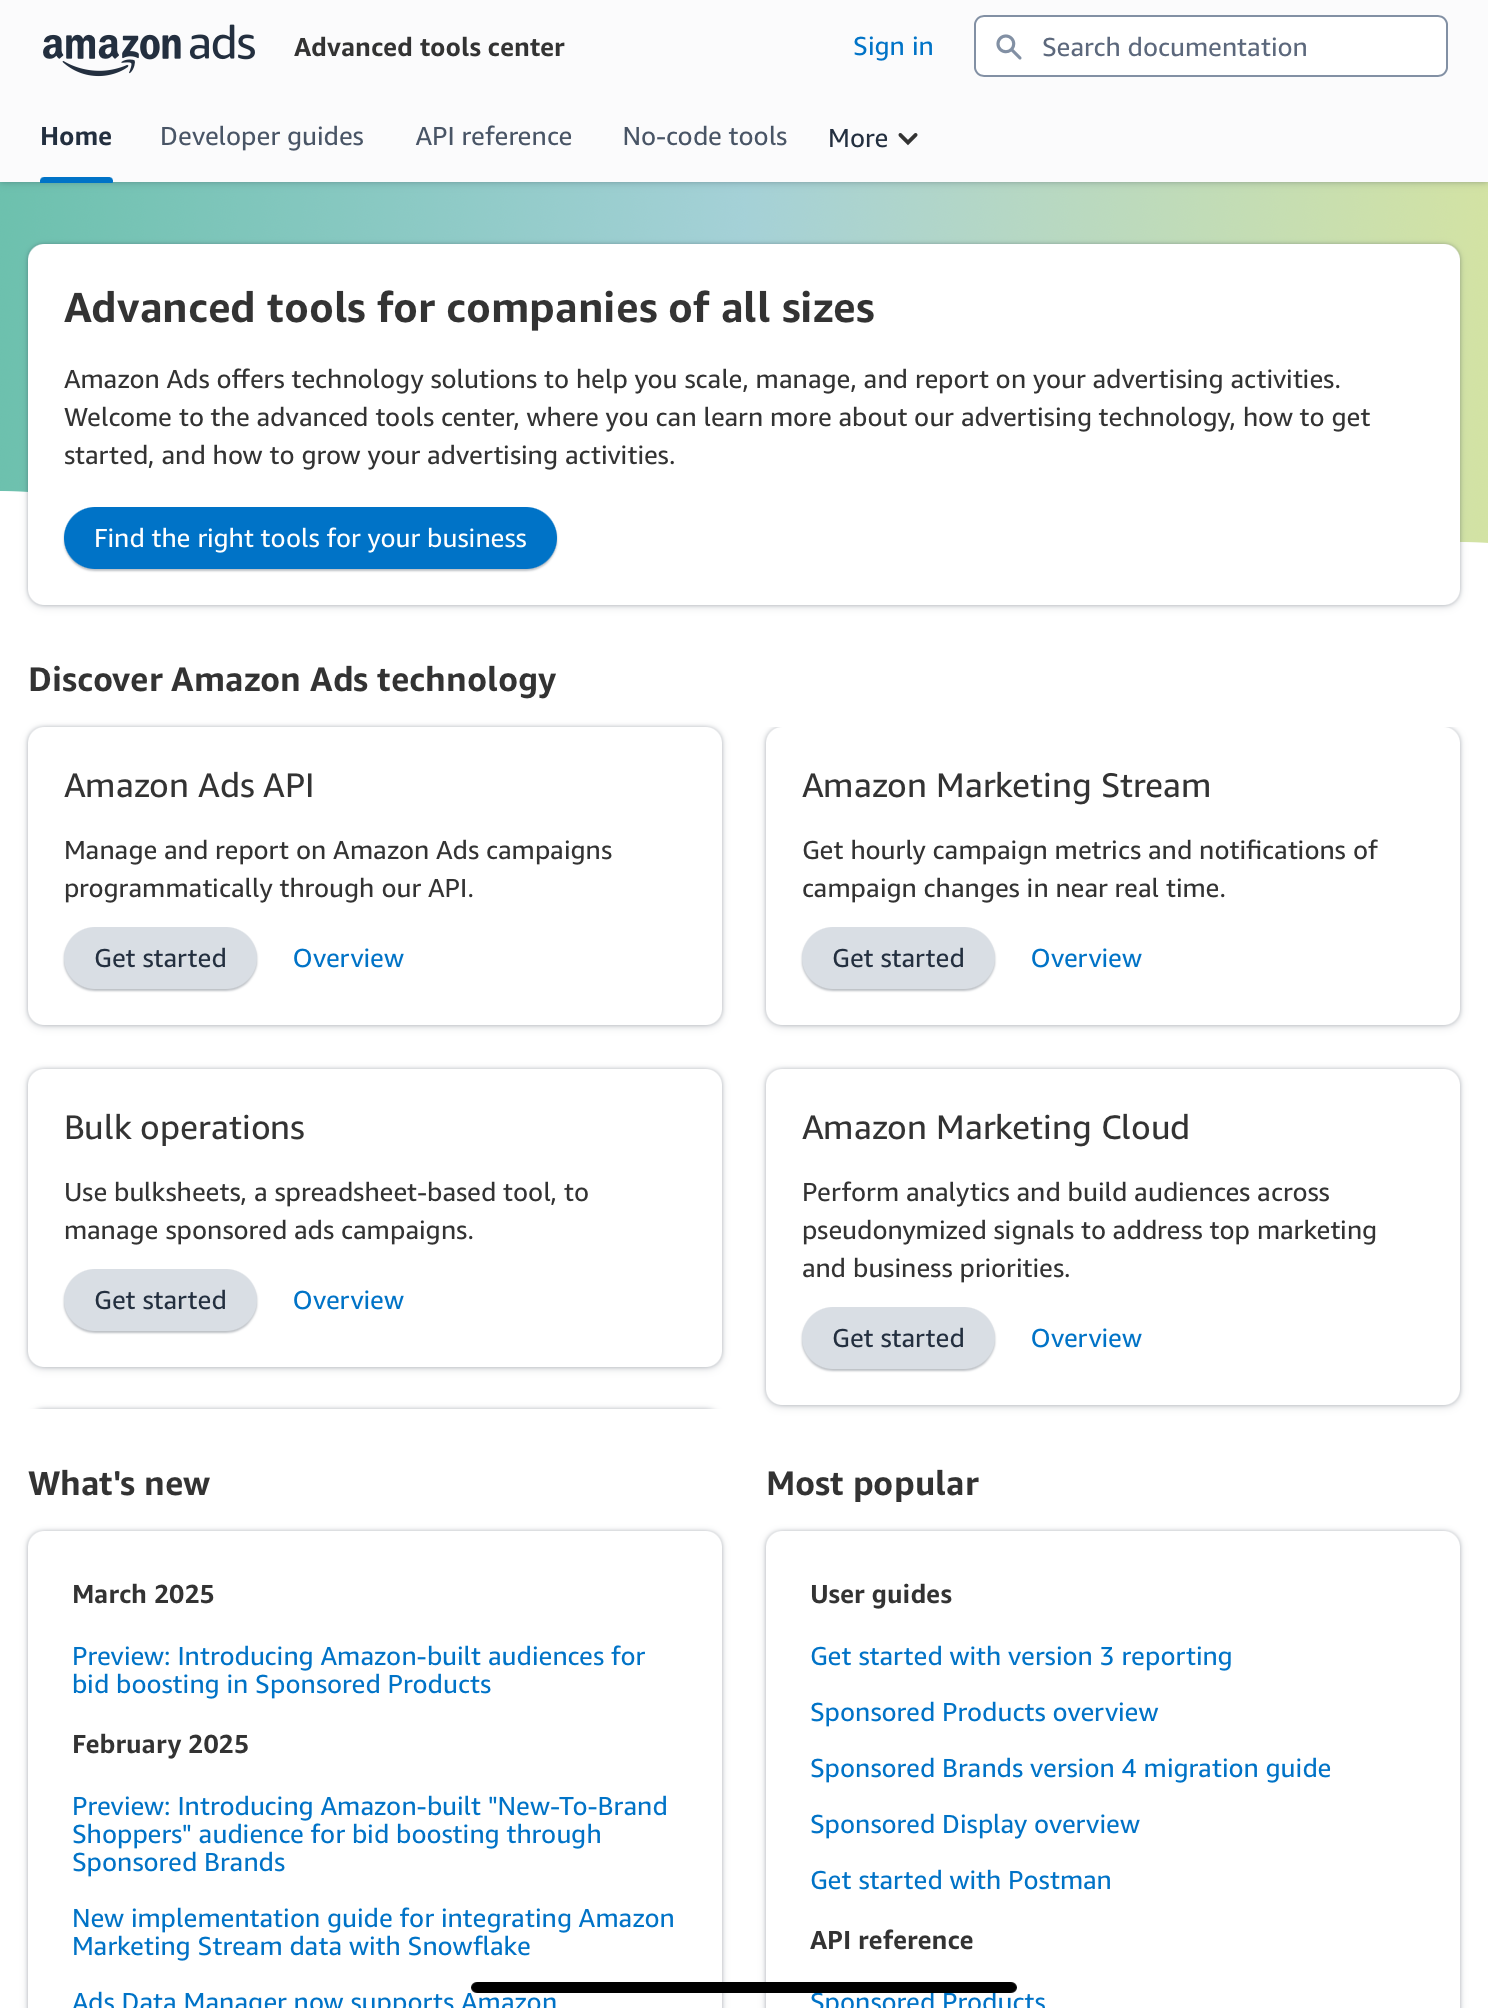 amazon ads
Advanced tools center
Sign in
Search documentation
Home
Developer guides
API reference
No-code tools
More
Advanced tools for companies of all sizes
Amazon Ads offers technology solutions to help you scale, manage, and report on your advertising activities.
Welcome to the advanced tools center, where you can learn more about our advertising technology, how to get
started, and how to grow your advertising activities.
Find the right tools for your business
Discover Amazon Ads technology
Amazon Ads API
Manage and report on Amazon Ads campaigns
programmatically through our API.
Get started
Overview
Amazon Marketing Stream
Get hourly campaign metrics and notifications of
campaign changes in near real time.
Get started
Overview
Bulk operations
Use bulksheets, a spreadsheet-based tool, to
manage sponsored ads campaigns.
Get started
Overview
Amazon Marketing Cloud
Perform analytics and build audiences across
pseudonymized signals to address top marketing
and business priorities.
Get started
Overview
What's new
March 2025
Preview: Introducing Amazon-built audiences for
bid boosting in Sponsored Products
February 2025
Preview: Introducing Amazon-built "New-To-Brand
Shoppers" audience for bid boosting through
Sponsored Brands
New implementation guide for integrating Amazon
Marketing Stream data with Snowflake
Ads Data Manager now supports Amazon
Most popular
User guides
Get started with version 3 reporting
Sponsored Products overview
Sponsored Brands version 4 migration guide
Sponsored Display overview
Get started with Postman
API reference
Sponsored Products